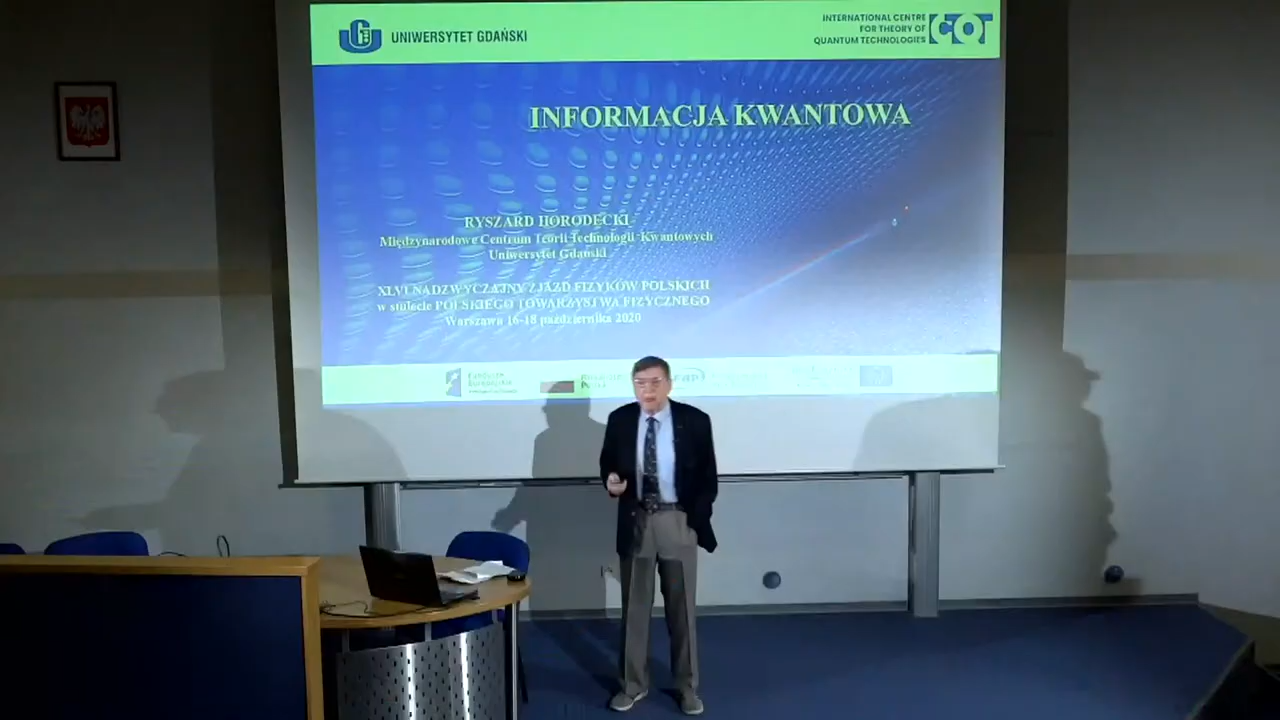 UNIWERSYTET GDAŃSKI
INTERNATIONAL CENTRE
FOR THEORY OF
QUANTUM TECHNOLOGIES
INFORMACJA KWANTOWA
RYSZARD HORODECKI
Międzynarodowe Centrum Teorii Technologii Kwantowych
Uniwersytet Gdański
XLVI NADZWYCZAJNY ZJAZD FIZYKÓW POLSKICH
w stulecie POLSKIEGO TOWARZYSTWA FIZYCZNEGO
Warszawa 16-18 października 2020